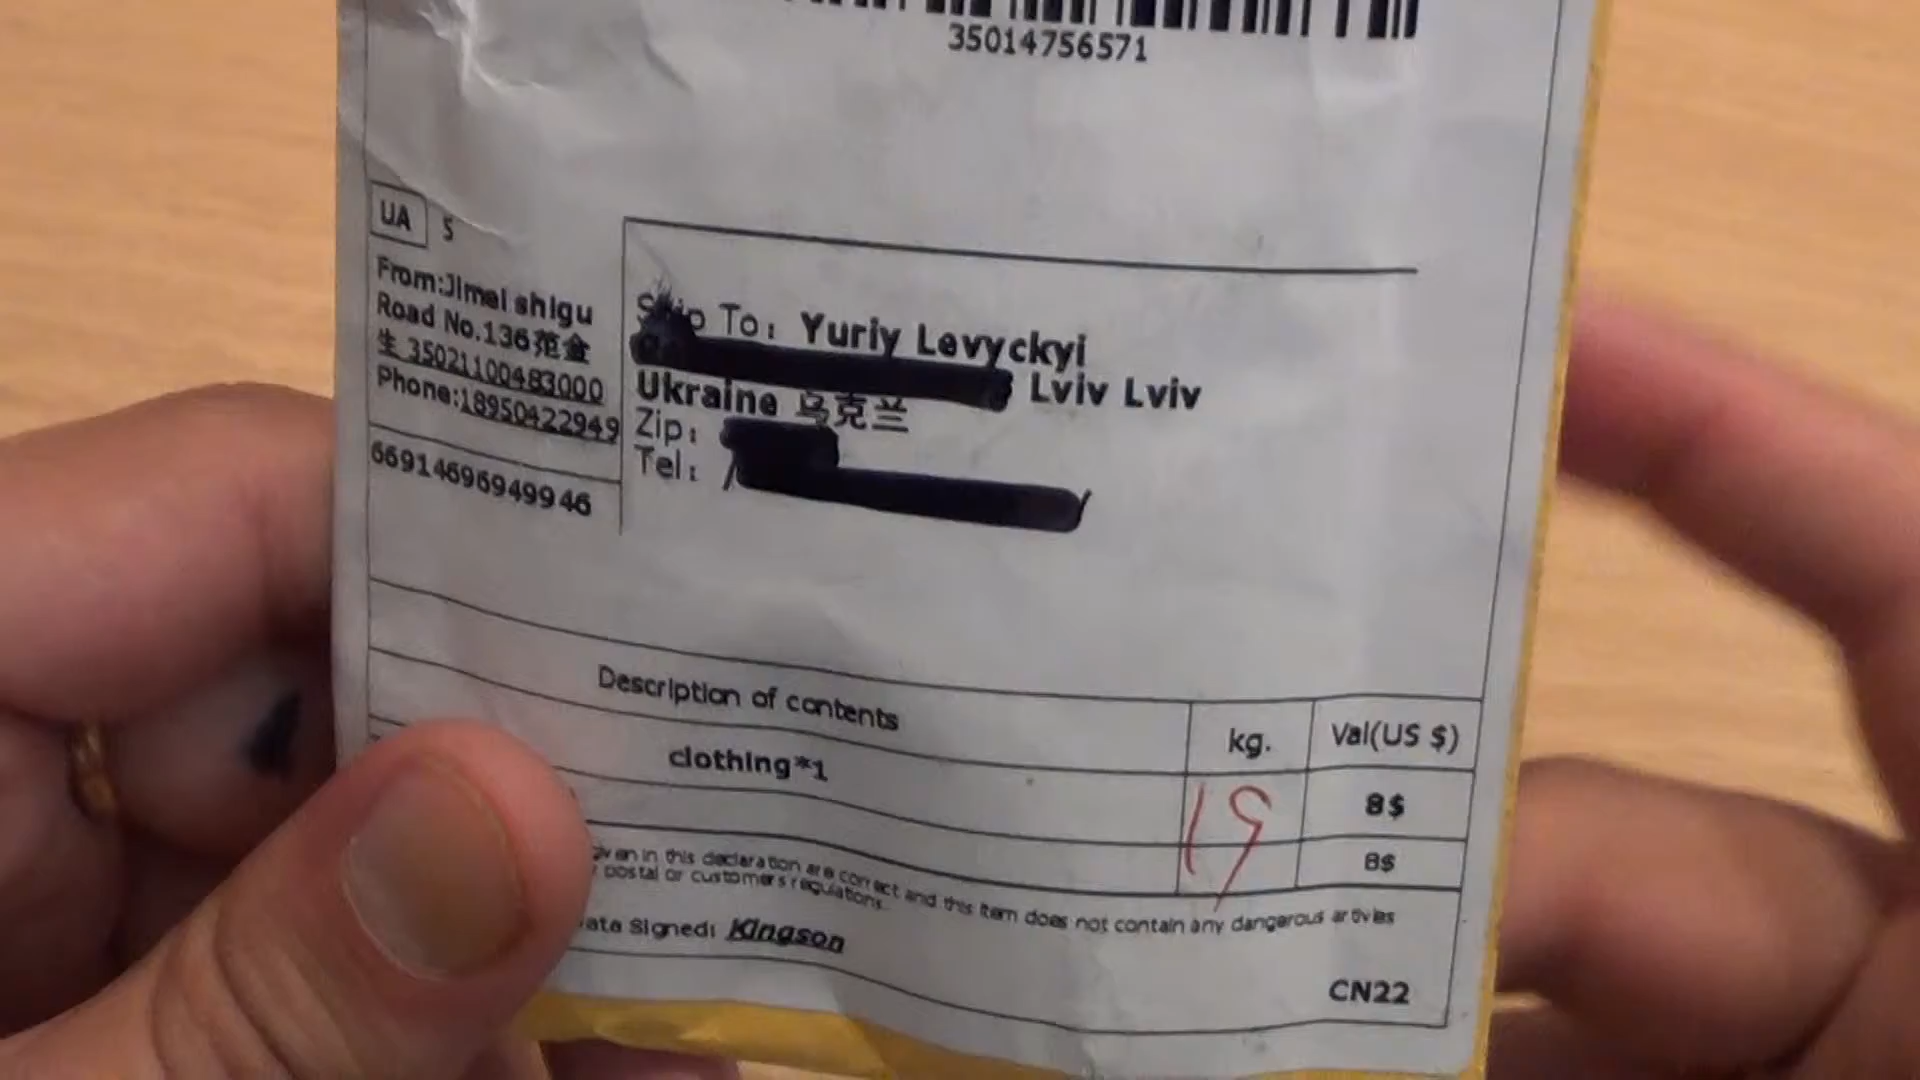 35014756571
UA 5
From:Jimei shigu
Road No.136范金
生 35021100483000
Phone:18950422949
66914696949946
Ship To: Yuriy Levyckyi
Lviv Lviv
Ukraine 乌克兰
Zip:
Tel:
Description of contents
kg.
Val(US $)
clothing*1
19
8$
8$
given in this declaration are correct and this item does not contain any dangerous articles
postal or customers regulations.
Signed: Kingson
CN22